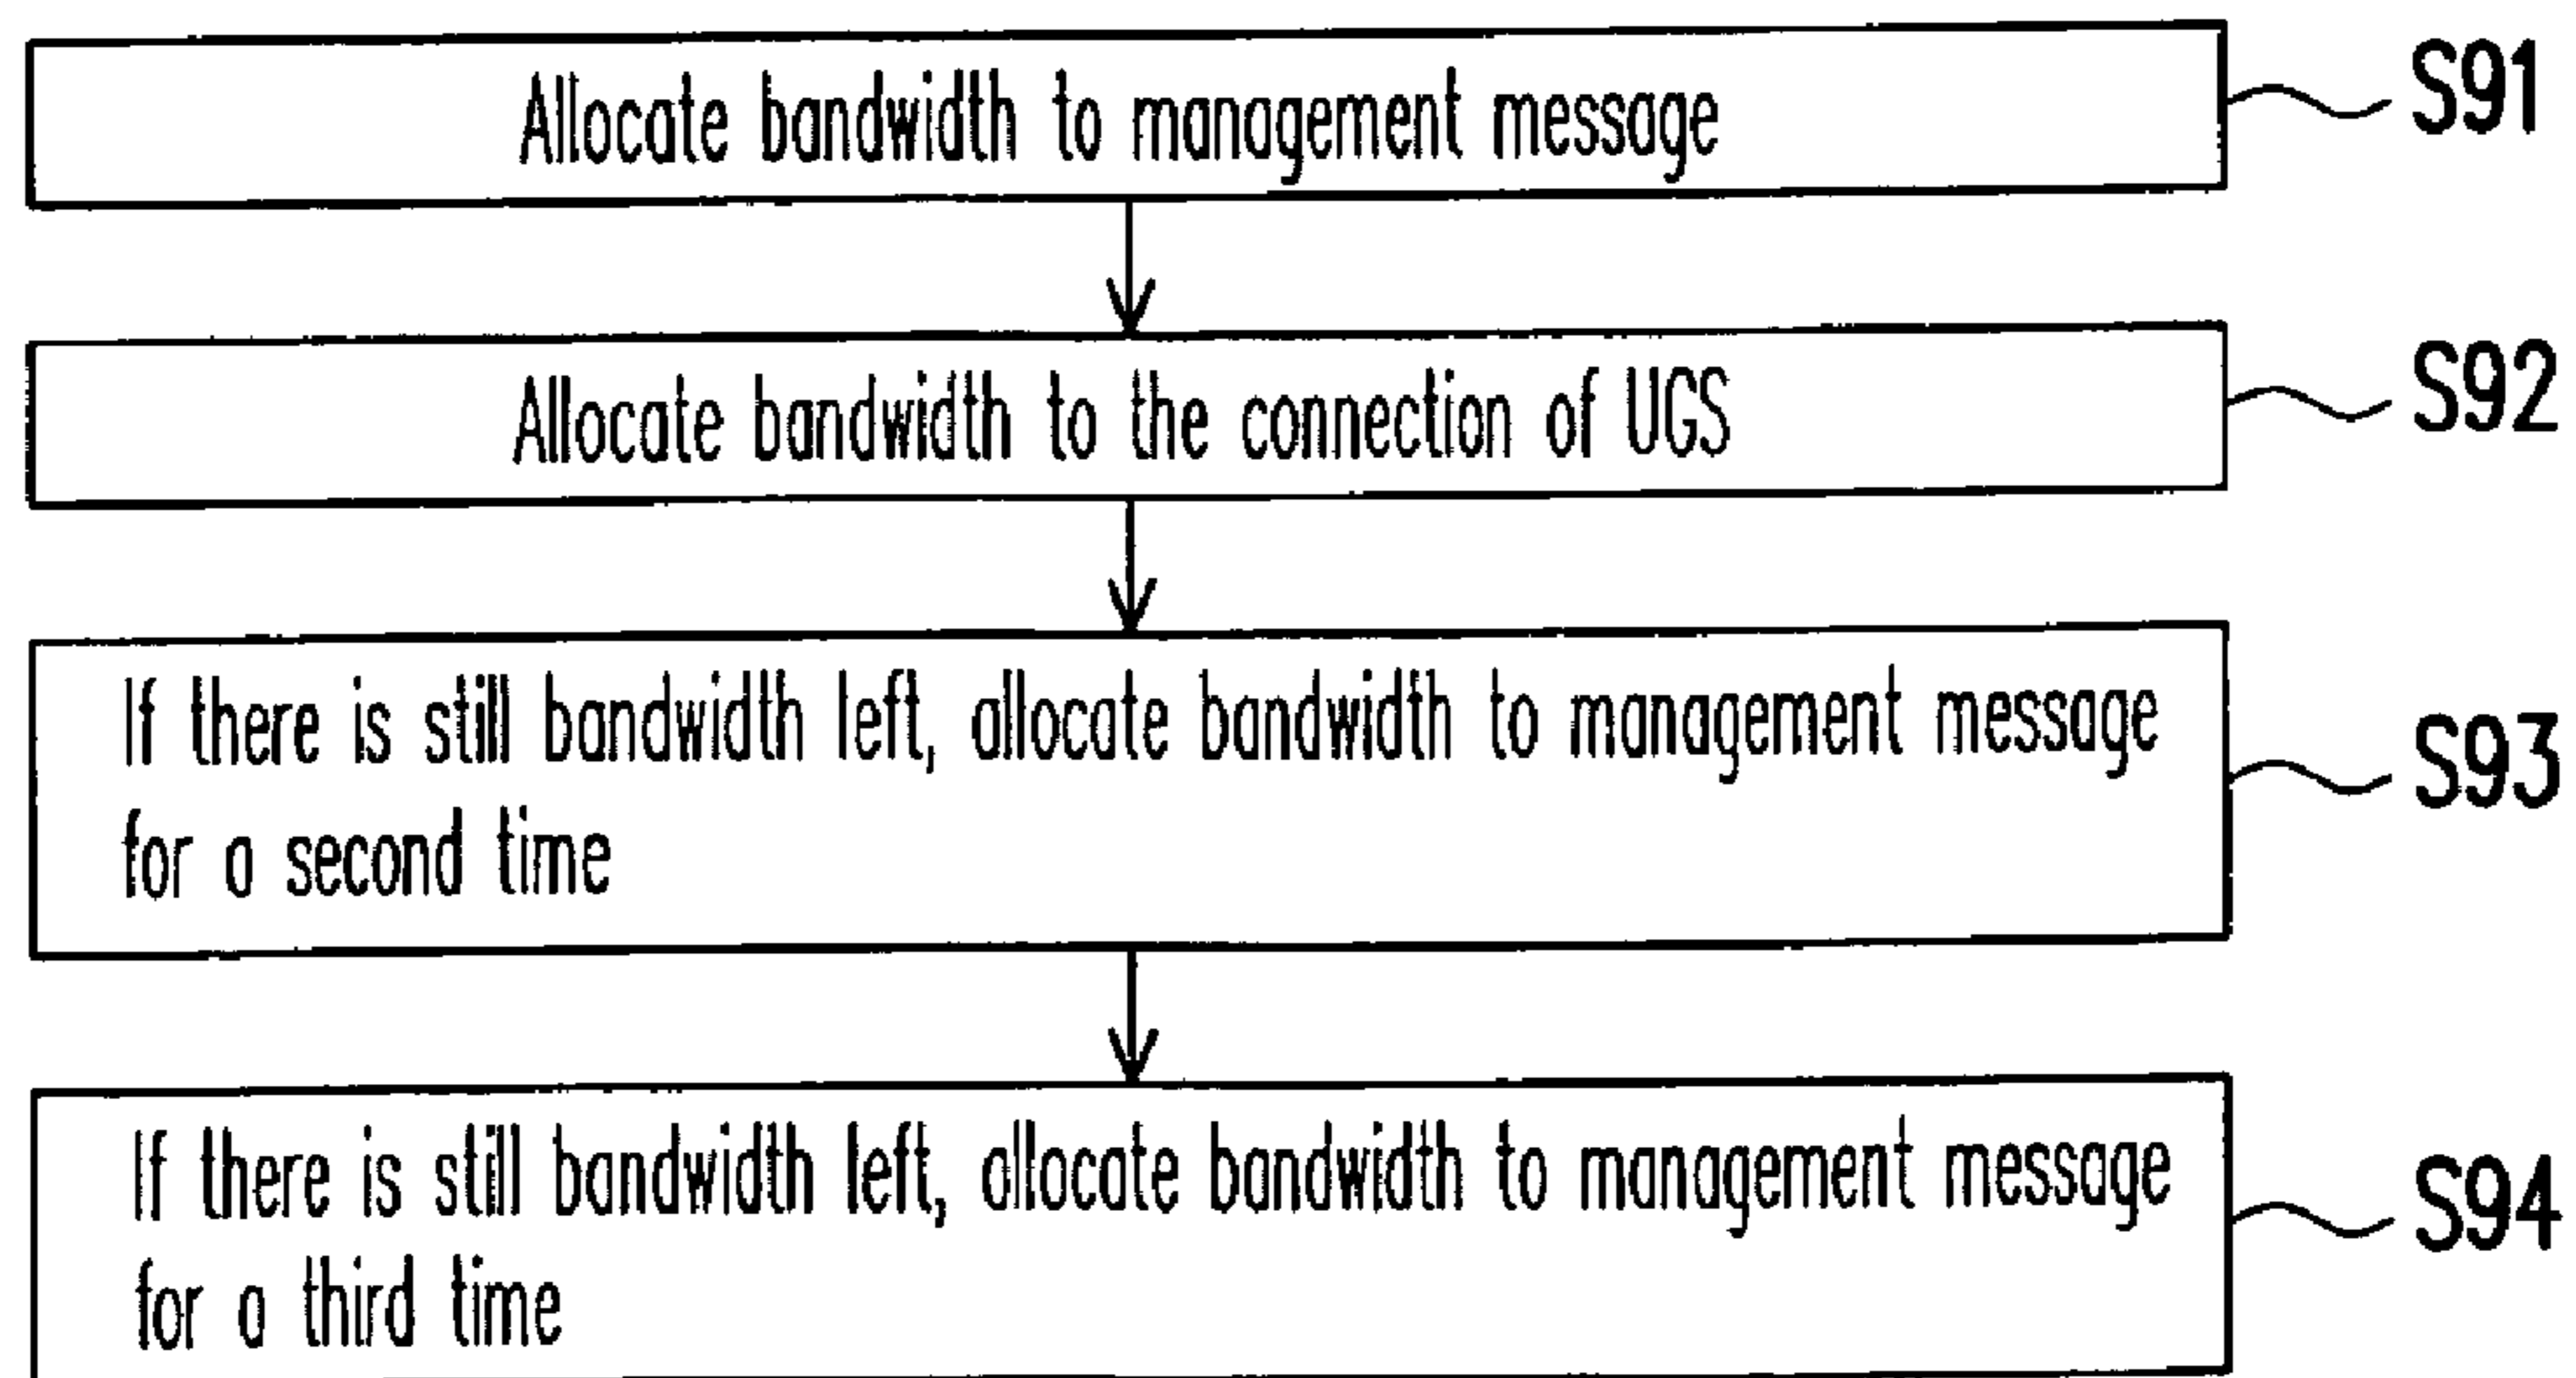 Allocate bandwidth to management message
S91
Allocate bandwidth to the connection of UGS
S92
If there is still bandwidth left, allocate bandwidth to management message
for a second time
S93
If there is still bandwidth left, allocate bandwidth to management message
for a third time
S94